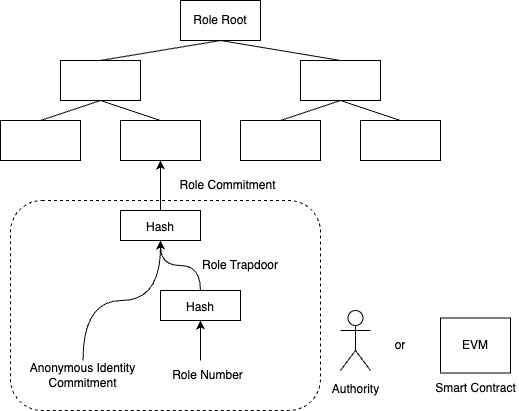 Role Root
Role Commitment
Hash
Role Trapdoor
Hash
Anonymous Identity
Commitment
Role Number
Authority
or
EVM
Smart Contract